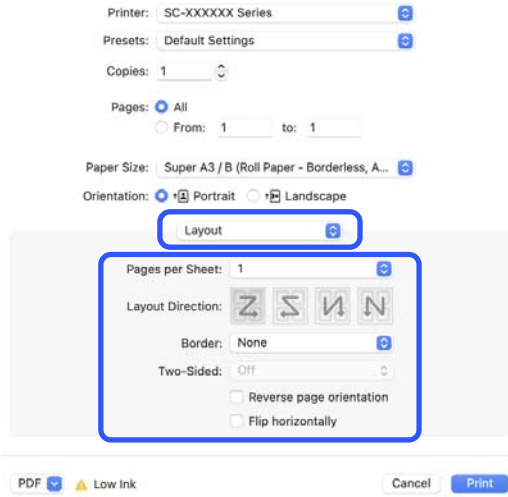 Printer: SC-XXXXXX Series
Presets: Default Settings
Copies: 1
Pages: All
From: 1 to: 1
Paper Size: Super A3 / B (Roll Paper - Borderless, A...
Orientation: Portrait Landscape
Layout
Pages per Sheet: 1
Layout Direction:
Border: None
Two-Sided: Off
Reverse page orientation
Flip horizontally
PDF Low Ink Cancel Print